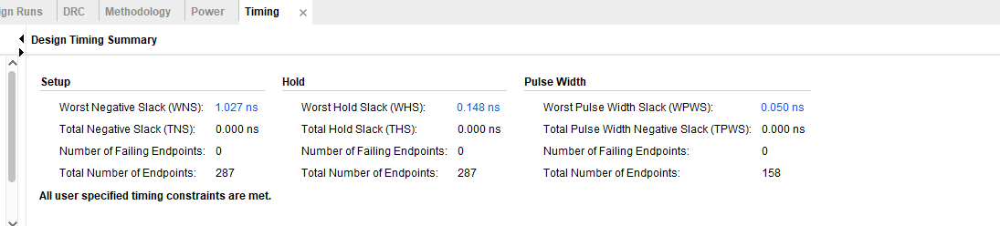 gn Runs DRC Methodology Power Timing
Design Timing Summary
Setup Hold Pulse Width
Worst Negative Slack (WNS): 1.027 ns Worst Hold Slack (WHS): 0.148 ns Worst Pulse Width Slack (WPWS): 0.050 ns
Total Negative Slack (TNS): 0.000 ns Total Hold Slack (THS): 0.000 ns Total Pulse Width Negative Slack (TPWS): 0.000 ns
Number of Failing Endpoints: 0 Number of Failing Endpoints: 0 Number of Failing Endpoints: 0
Total Number of Endpoints: 287 Total Number of Endpoints: 287 Total Number of Endpoints: 158
All user specified timing constraints are met.